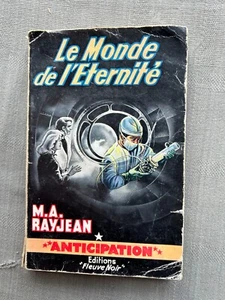 Le Monde
de l'Eternité
M.A.
RAYJEAN
"ANTICIPATION"
Editions
"Fleuve Noir"